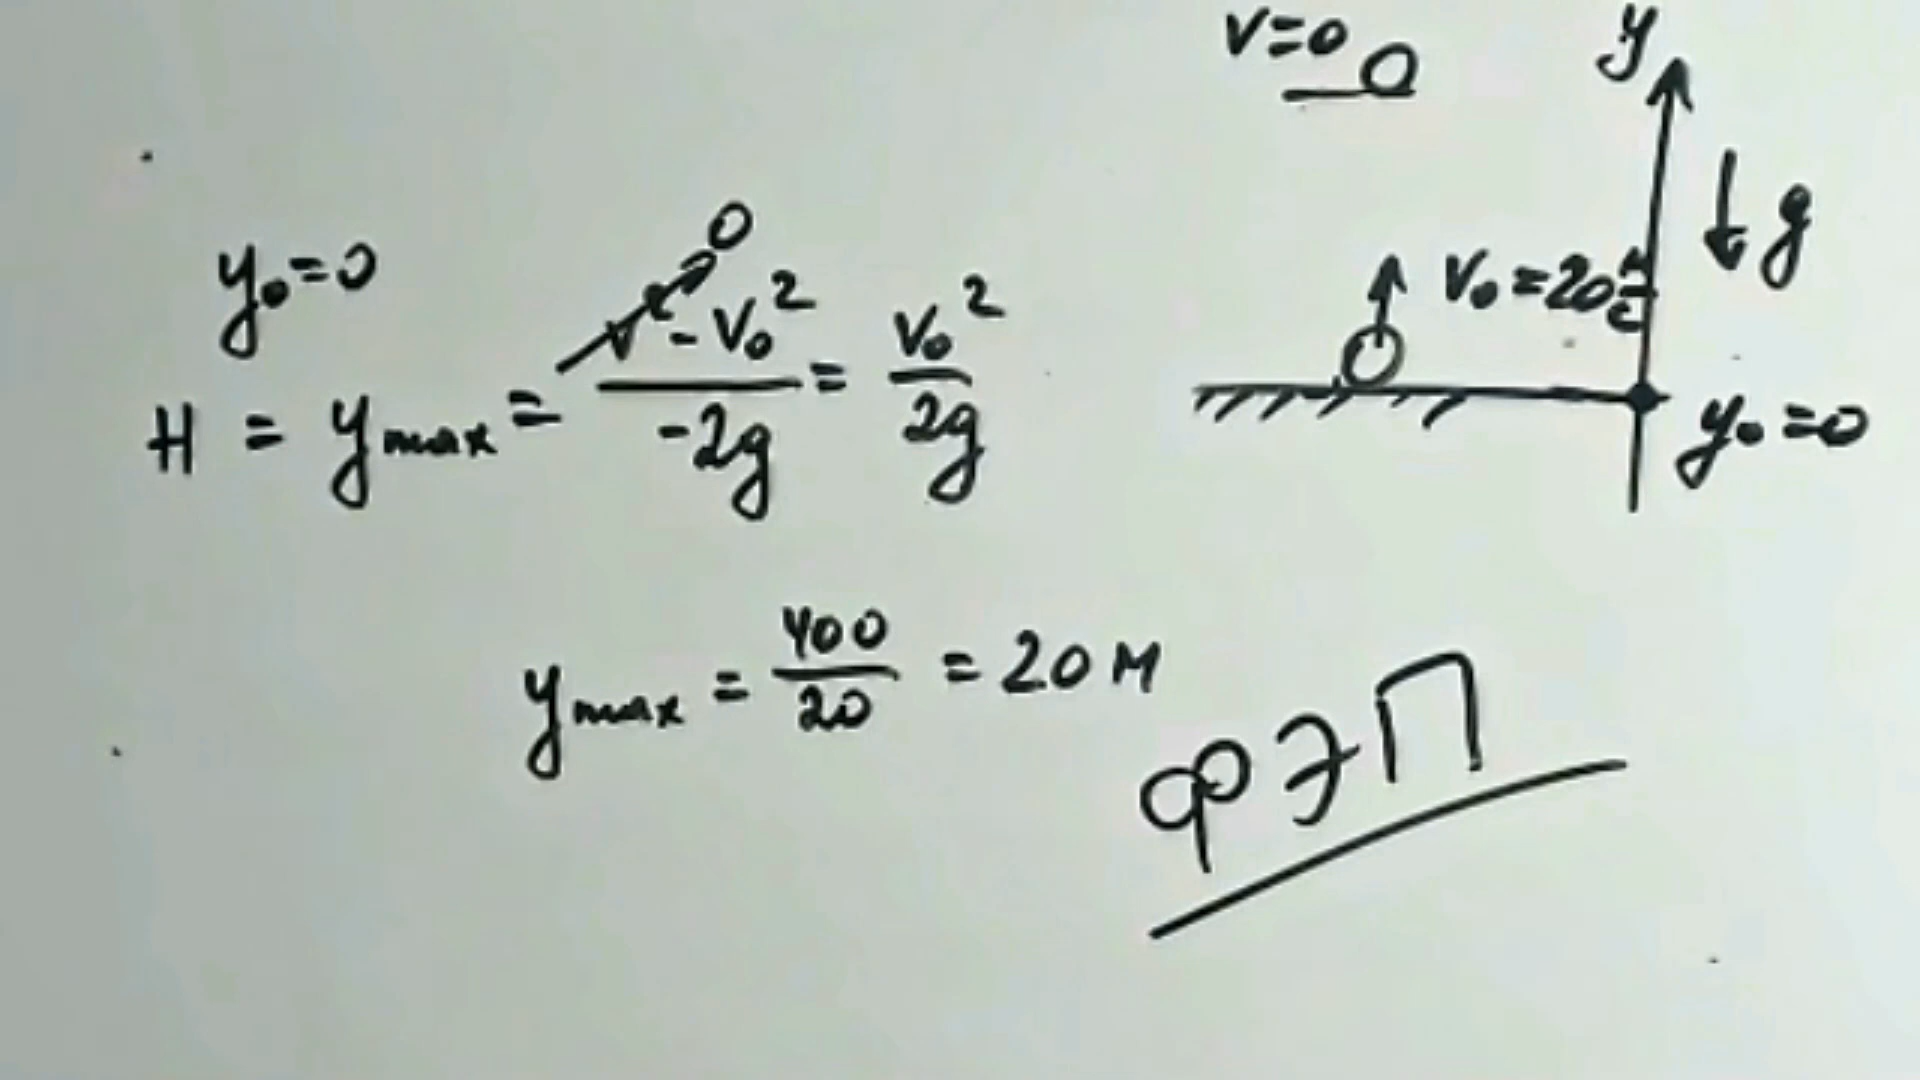 v=0
y
g
v₀=20 м/с
y₀=0
y₀=0
H = y_max = (v² - v₀²)/(-2g) = v₀²/2g
0
y_max = 400/20 = 20 м
ФЭП